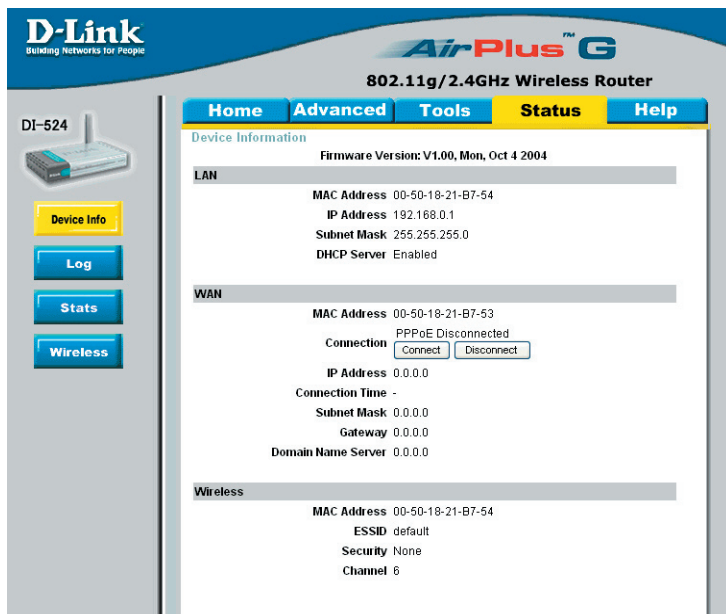 D-Link
Building Networks for People
AirPlus G
™
802.11g/2.4GHz Wireless Router
DI-524
Home Advanced Tools Status Help
Device Info
Log
Stats
Wireless
Device Information
Firmware Version: V1.00, Mon, Oct 4 2004
LAN
MAC Address 00-50-18-21-B7-54
IP Address 192.168.0.1
Subnet Mask 255.255.255.0
DHCP Server Enabled
WAN
MAC Address 00-50-18-21-B7-53
Connection PPPoE Disconnected
Connect Disconnect
IP Address 0.0.0.0
Connection Time -
Subnet Mask 0.0.0.0
Gateway 0.0.0.0
Domain Name Server 0.0.0.0
Wireless
MAC Address 00-50-18-21-B7-54
ESSID default
Security None
Channel 6